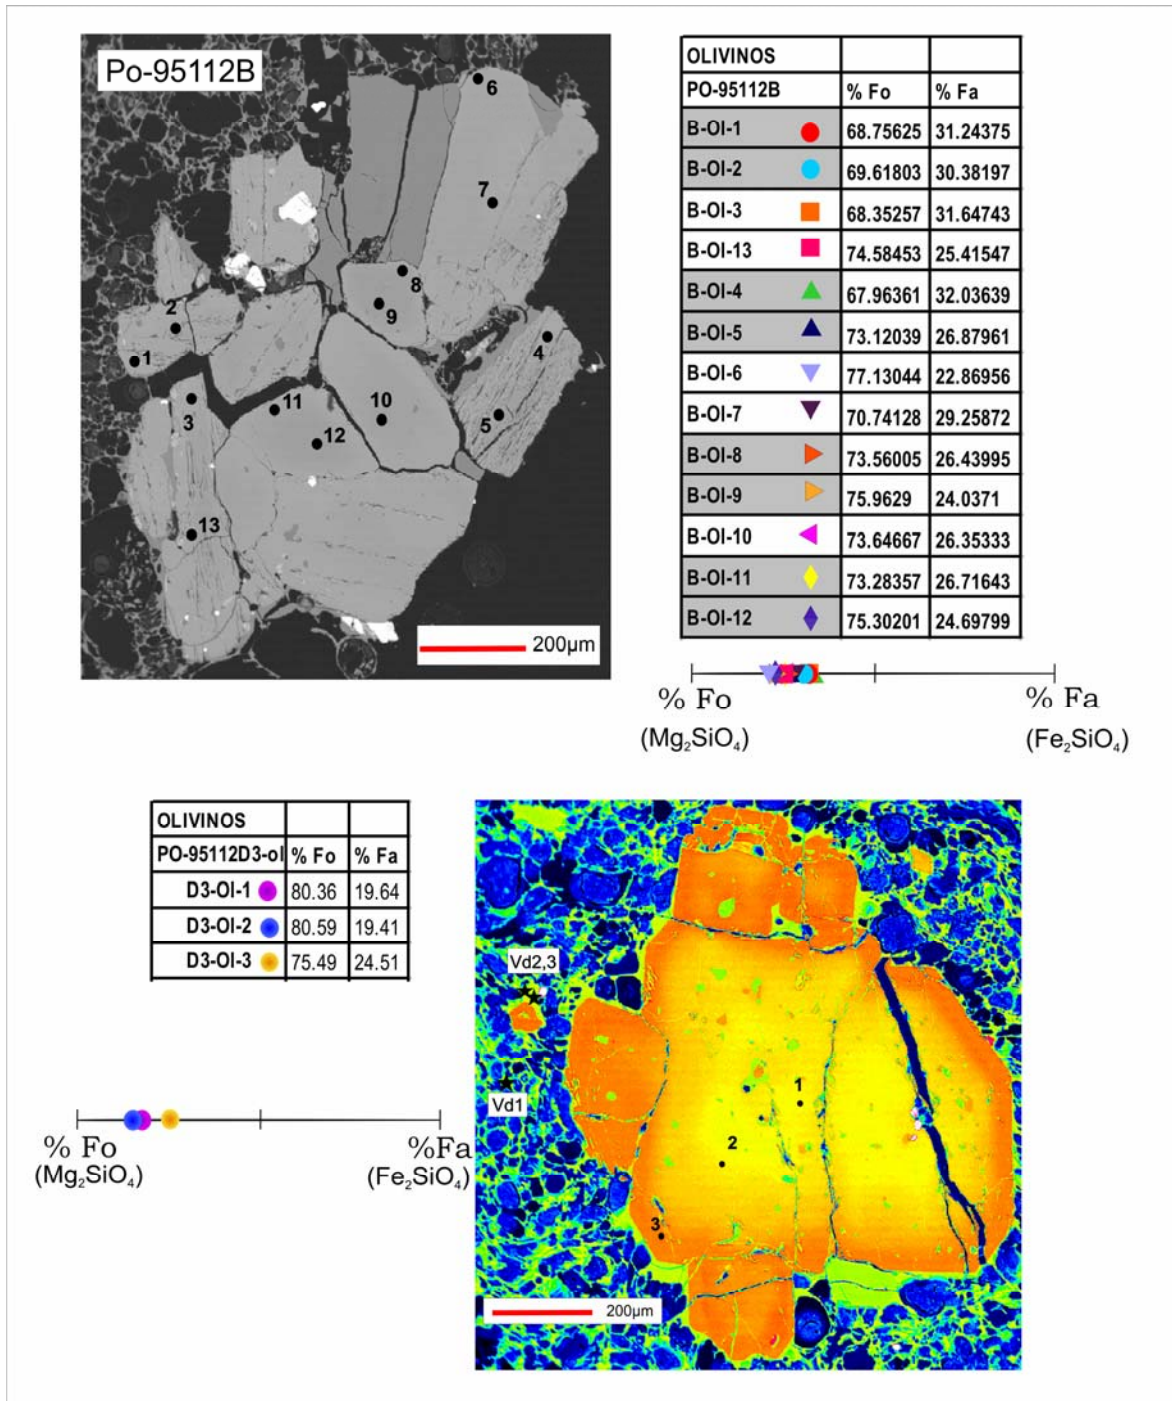 Po-95112B
6
7
8
9
2
1
4
3
11
10
12
5
13
200µm
OLIVINOS
PO-95112B % Fo % Fa
B-Ol-1 68.75625 31.24375
B-Ol-2 69.61803 30.38197
B-Ol-3 68.35257 31.64743
B-Ol-13 74.58453 25.41547
B-Ol-4 67.96361 32.03639
B-Ol-5 73.12039 26.87961
B-Ol-6 77.13044 22.86956
B-Ol-7 70.74128 29.25872
B-Ol-8 73.56005 26.43995
B-Ol-9 75.9629 24.0371
B-Ol-10 73.64667 26.35333
B-Ol-11 73.28357 26.71643
B-Ol-12 75.30201 24.69799
% Fo % Fa
(Mg₂SiO₄) (Fe₂SiO₄)
OLIVINOS
PO-95112D3-ol % Fo % Fa
D3-Ol-1 80.36 19.64
D3-Ol-2 80.59 19.41
D3-Ol-3 75.49 24.51
% Fo %Fa
(Mg₂SiO₄) (Fe₂SiO₄)
Vd2,3
Vd1
1
2
3
200µm